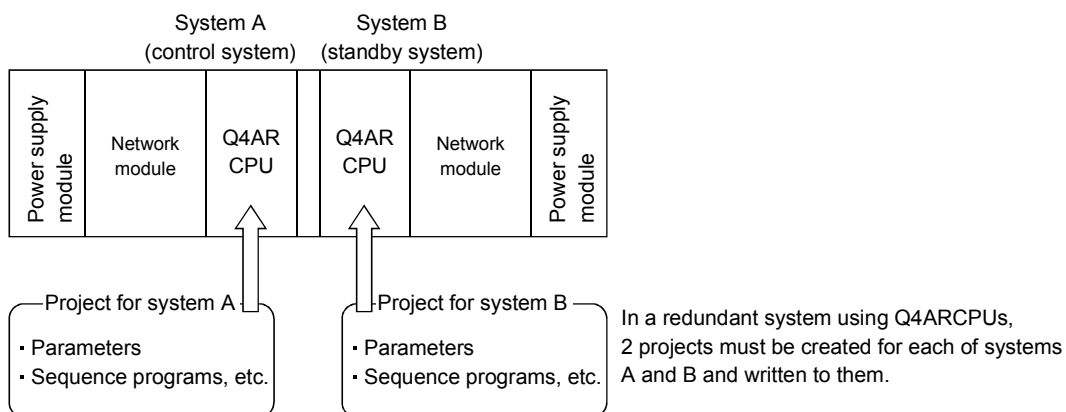 System A
(control system)
System B
(standby system)
Power supply
module
Network
module
Q4AR
CPU
Q4AR
CPU
Network
module
Power supply
module
Project for system A
· Parameters
· Sequence programs, etc.
Project for system B
· Parameters
· Sequence programs, etc.
In a redundant system using Q4ARCPUs,
2 projects must be created for each of systems
A and B and written to them.